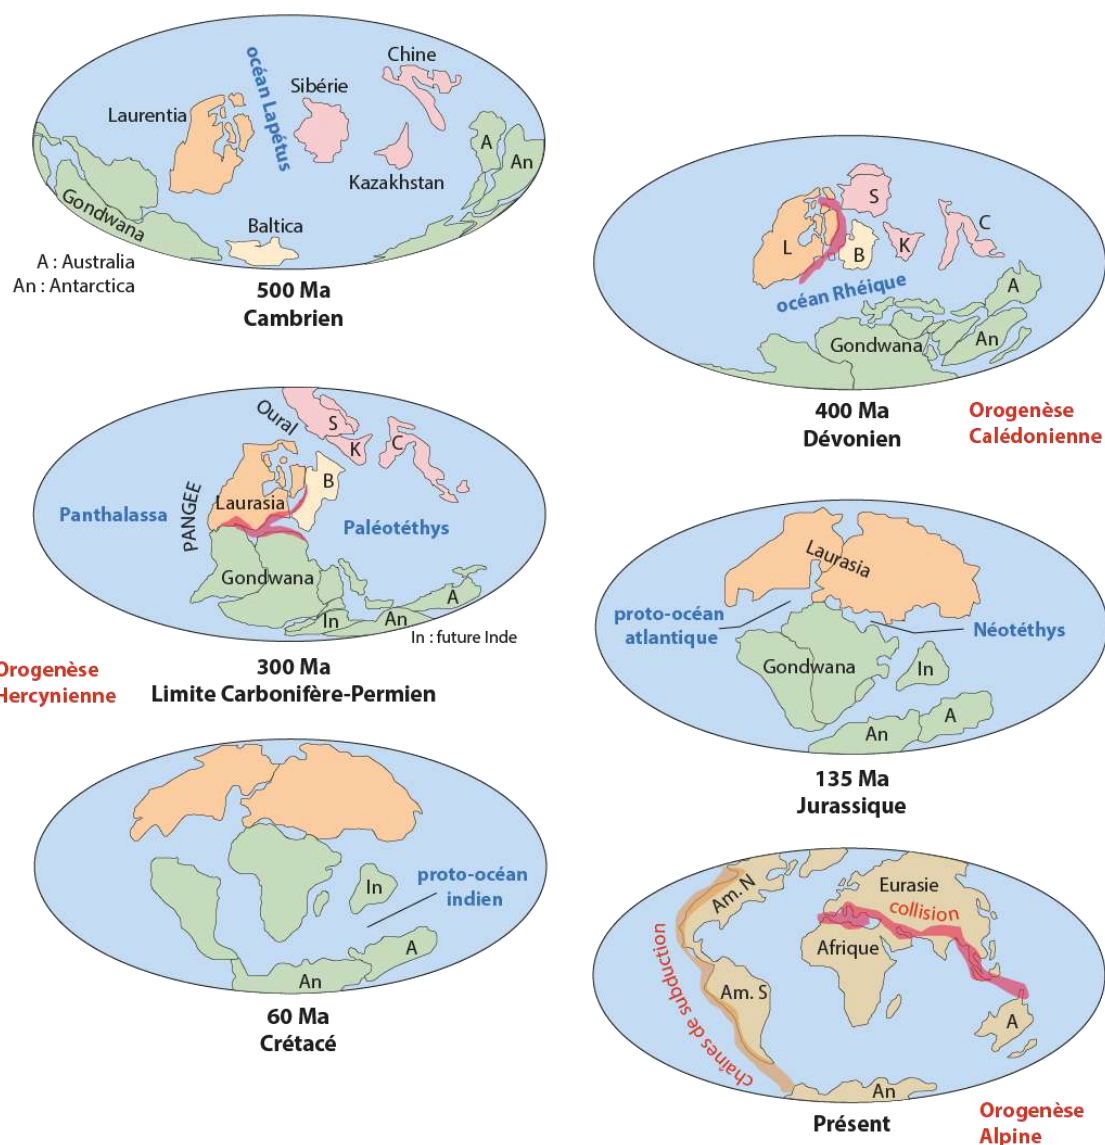 océan Lapétus
Chine
Sibérie
Laurentia
Kazakhstan
A
An
Gondwana
Baltica
A : Australia
An : Antarctica
500 Ma
Cambrien
S
C
L
B
K
océan Rhéique
A
Gondwana
An
400 Ma
Dévonien
Orogenèse
Calédonienne
Oural
S
K
C
B
Laurasia
Panthalassa
PANGEE
Paléotéthys
Gondwana
A
In
An
In : future Inde
Orogenèse
Hercynienne
300 Ma
Limite Carbonifère-Permien
Laurasia
proto-océan
atlantique
Néotéthys
Gondwana
In
A
An
135 Ma
Jurassique
In
proto-océan
indien
A
An
60 Ma
Crétacé
Am. N
Eurasie
collision
Afrique
Am. S
chaînes de subduction
A
An
Présent
Orogenèse
Alpine